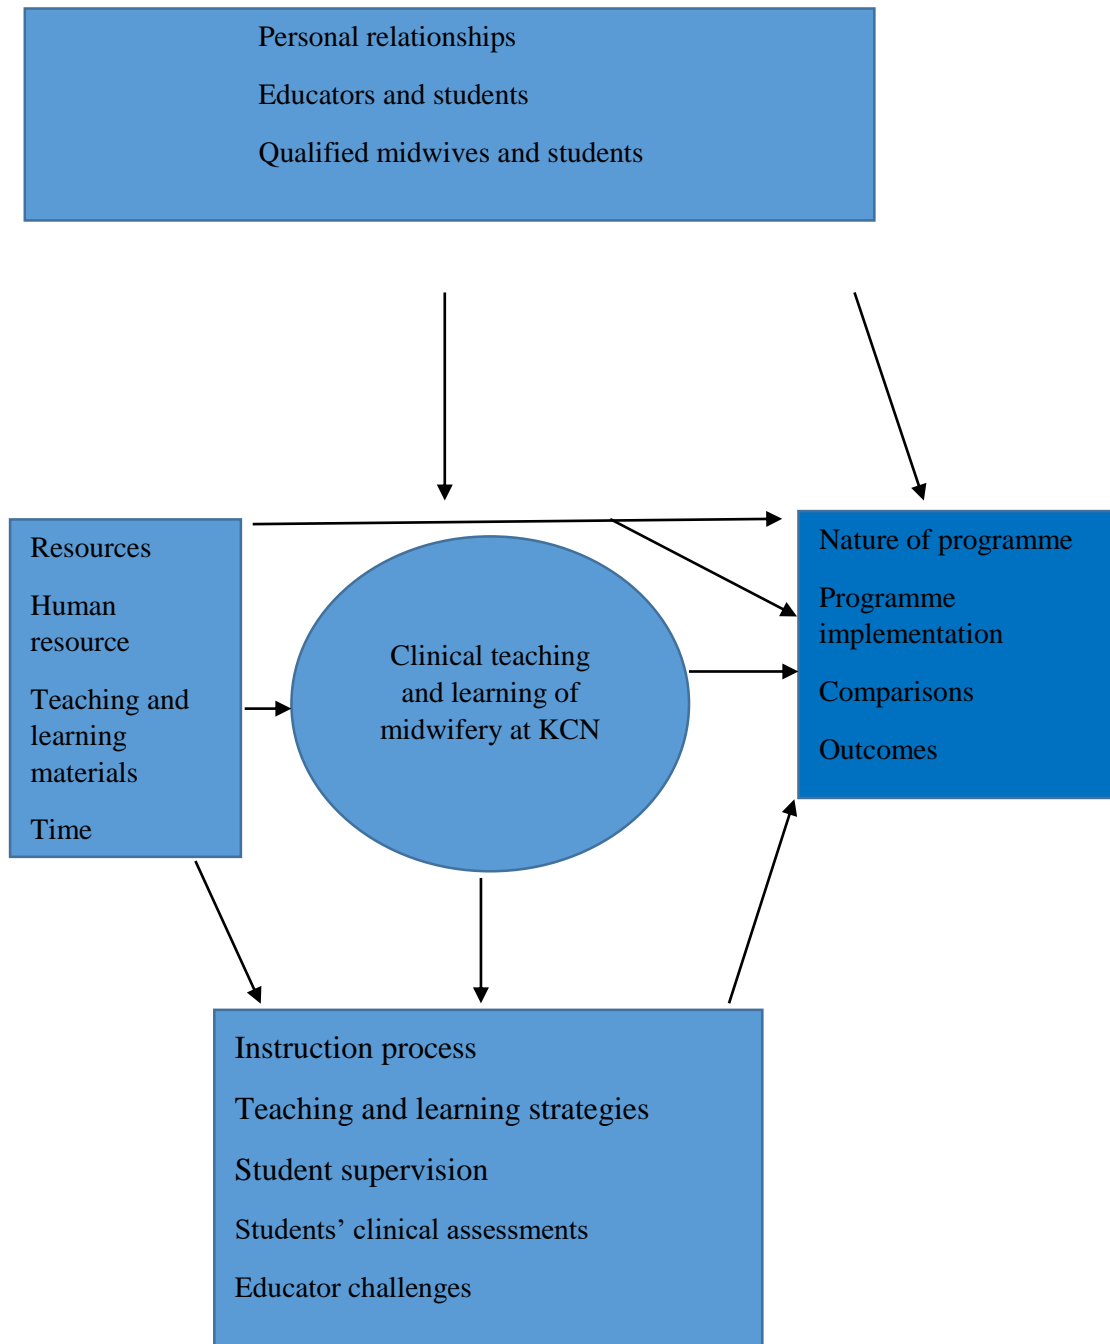 Personal relationships
Educators and students
Qualified midwives and students
Resources
Human
resource
Teaching and
learning
materials
Time
Clinical teaching
and learning of
midwifery at KCN
Nature of programme
Programme
implementation
Comparisons
Outcomes
Instruction process
Teaching and learning strategies
Student supervision
Students’ clinical assessments
Educator challenges